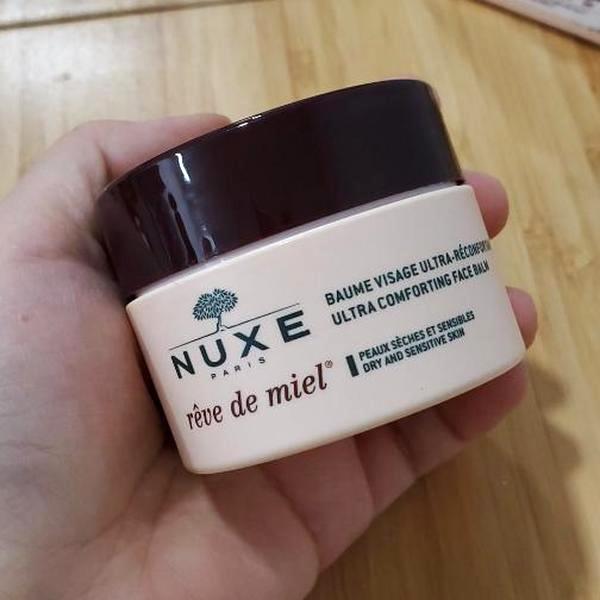 NUXE
PARIS
rêve de miel®
BAUME VISAGE ULTRA-
ULTRA COMFORTING FACE BALM
PEAUX SÈCHES ET SENSIBLES
DRY AND SENSITIVE SKIN